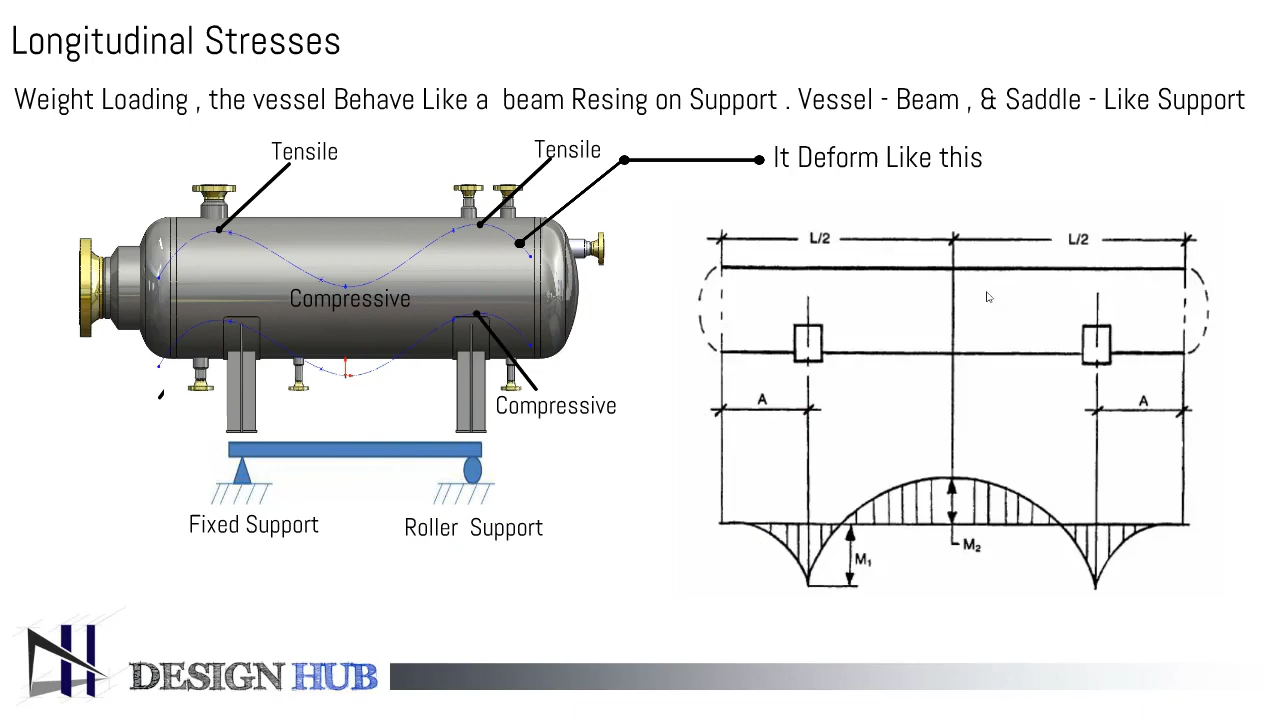 Longitudinal Stresses
Weight Loading , the vessel Behave Like a beam Resing on Support . Vessel - Beam , & Saddle - Like Support
Tensile
Tensile
It Deform Like this
L/2
L/2
Compressive
A
A
Compressive
Fixed Support
Roller Support
M₂
M₁
DESIGN HUB